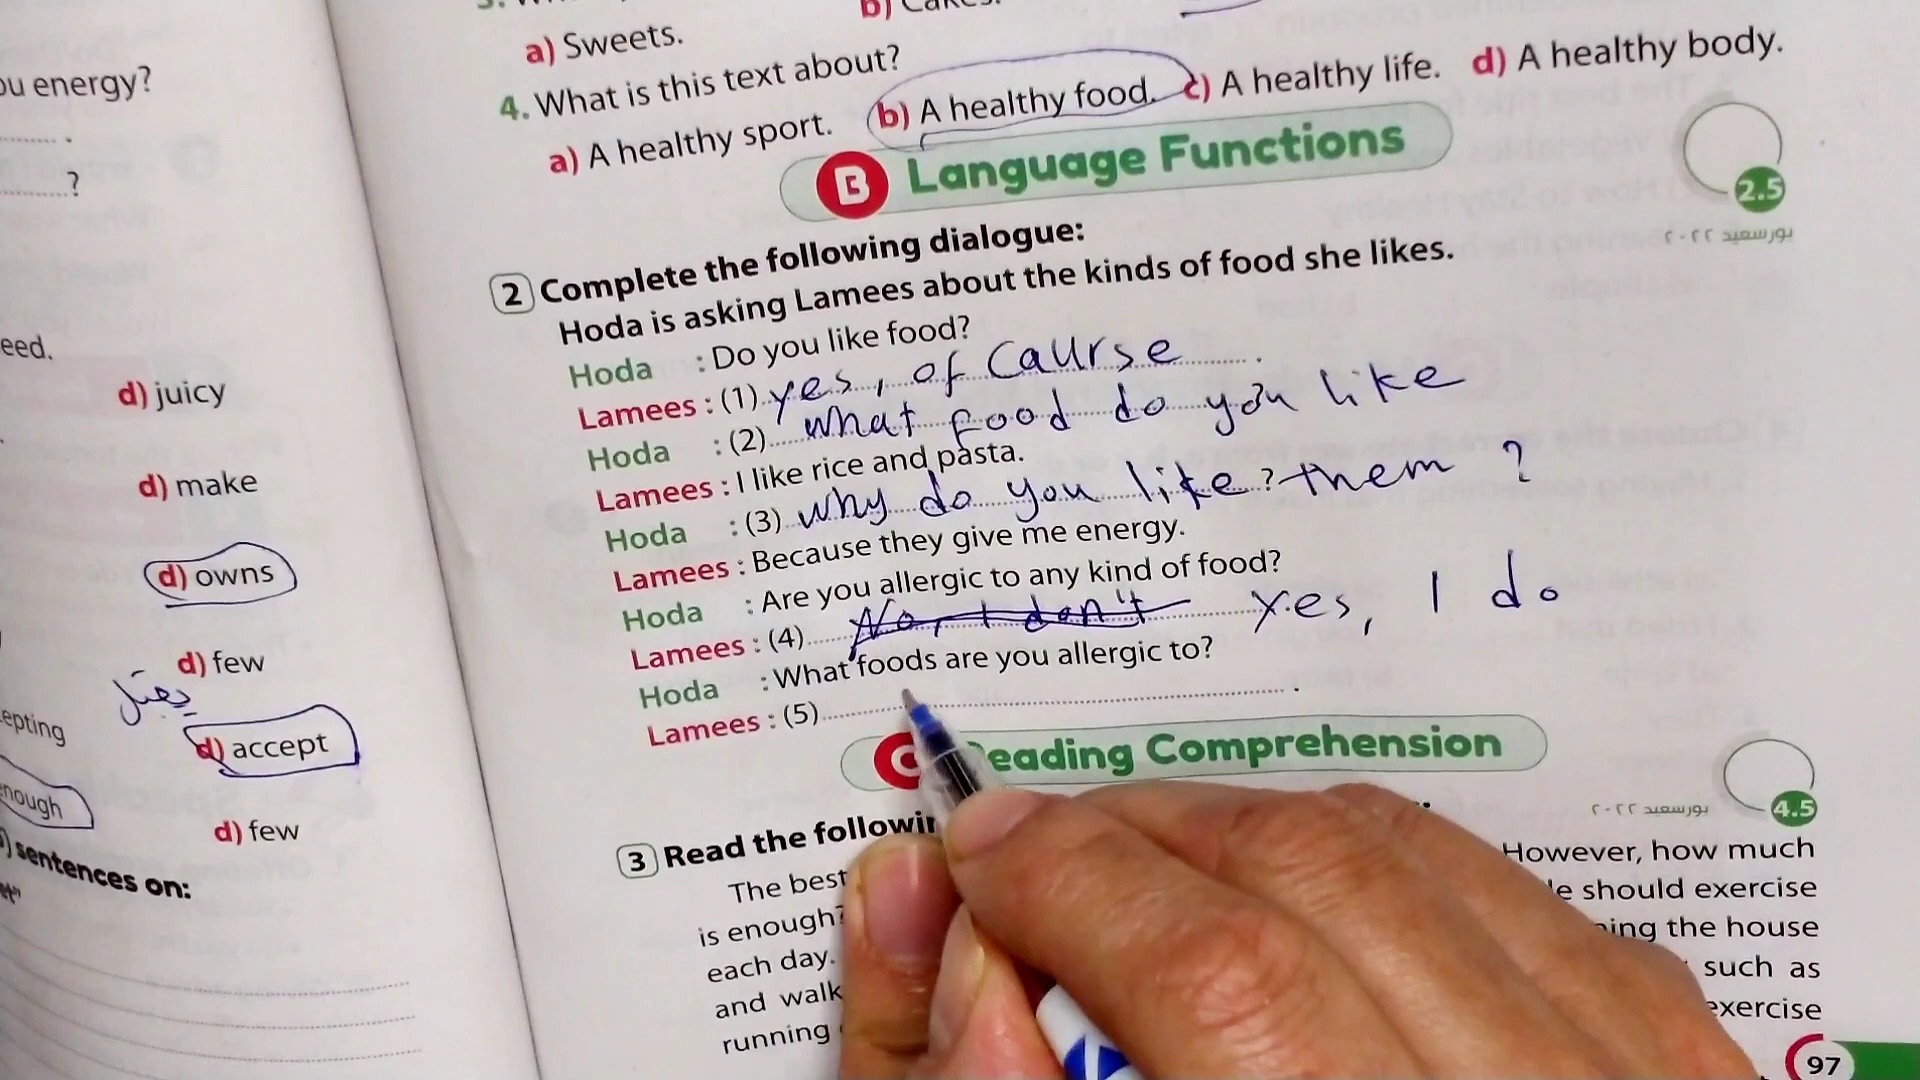 ou energy?
?
eed.
d) juicy
d) make
d) owns
d) few
يقبل
epting
d) accept
nough
d) few
sentences on:
a) Sweets.
b) Cakes.
4. What is this text about?
a) A healthy sport. b) A healthy food. c) A healthy life. d) A healthy body.
B Language Functions
2.5
بورسعيد ٢٠٢٢
2 Complete the following dialogue:
Hoda is asking Lamees about the kinds of food she likes.
Hoda : Do you like food?
Lamees : (1) yes, of caurse .
Hoda : (2) what food do you like ?
Lamees : I like rice and pasta.
Hoda : (3) why do you like ? them ?
Lamees : Because they give me energy.
Hoda : Are you allergic to any kind of food?
Lamees : (4) No, I don't yes, I do .
Hoda : What foods are you allergic to?
Lamees : (5) .
C eading Comprehension
4.5
بورسعيد ٢٠٢٢
3 Read the followin
The best However, how much
is enough? le should exercise
each day. ing the house
and walk such as
running exercise
97